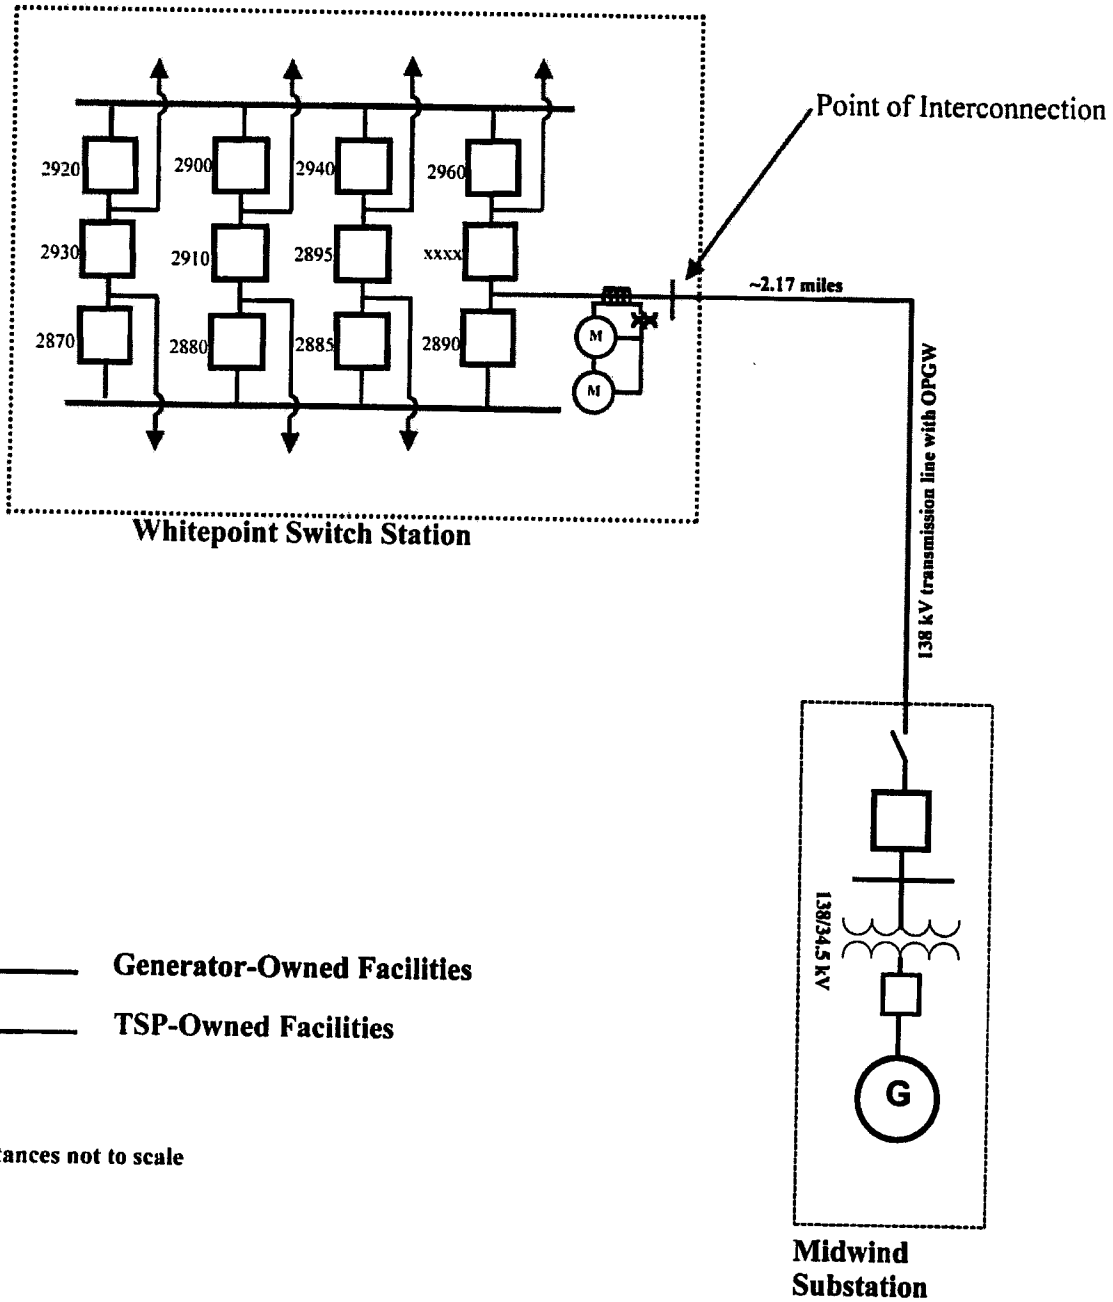 Point of Interconnection
2920
2900
2940
2960
2930
2910
2895
xxxx
~2.17 miles
2870
2880
2885
2890
M
M
138 kV transmission line with OPGW
Whitepoint Switch Station
138/34.5 kV
Generator-Owned Facilities
TSP-Owned Facilities
G
tances not to scale
Midwind
Substation